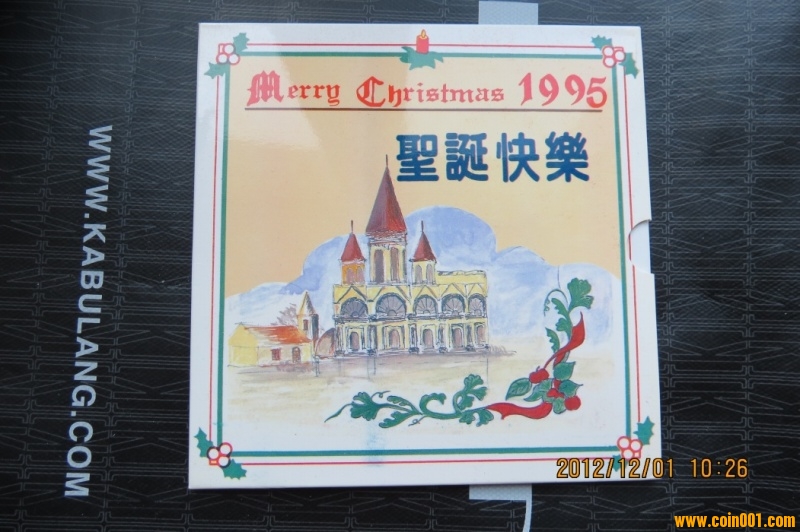 Merry Christmas 1995
聖誕快樂
WWW.KABULANG.COM
2012/12/01 10:26
www.coin001.com